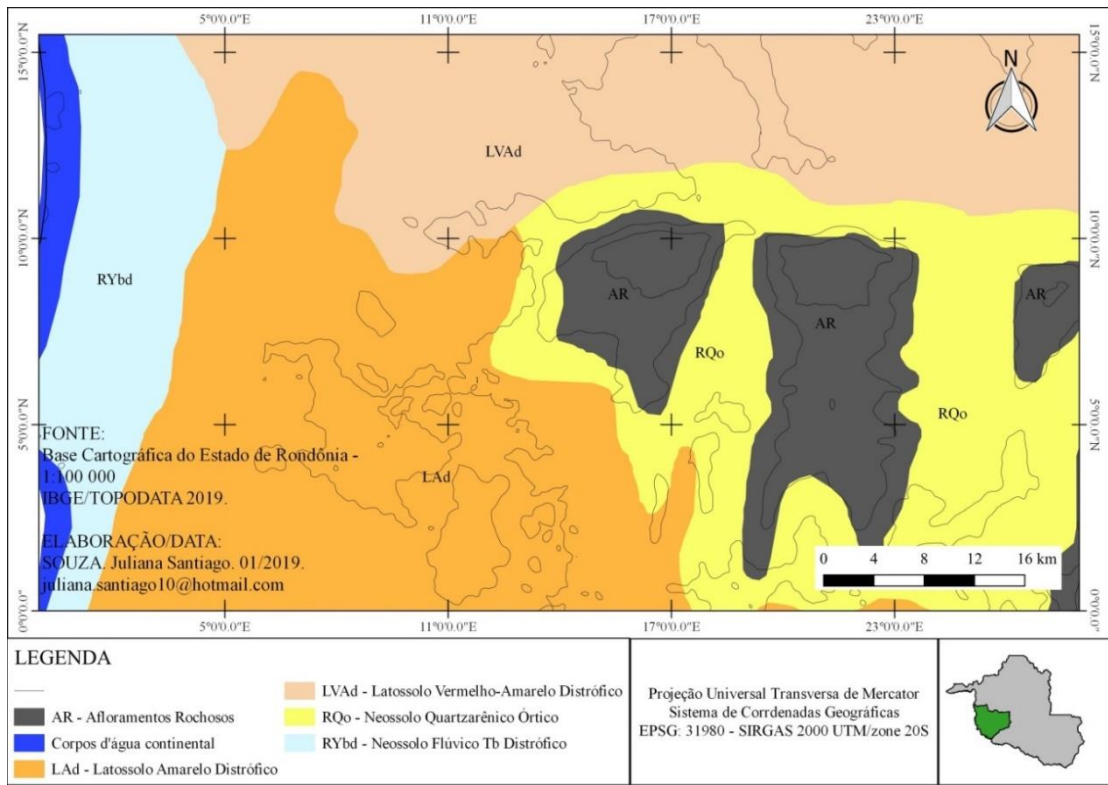 5°0'0.0"E 11°0'0.0"E 17°0'0.0"E 23°0'0.0"E
15°0'0.0"N 15°0'0.0"N
N
LVAd
10°0'0.0"N 10°0'0.0"N
RYbd
AR
AR
AR
RQo
RQo
5°0'0.0"N 5°0'0.0"N
LAd
FONTE:
Base Cartográfica do Estado de Rondônia -
1:100 000
IBGE/TOPODATA 2019.
ELABORAÇÃO/DATA:
SOUZA. Juliana Santiago. 01/2019.
juliana.santiago10@hotmail.com
0 4 8 12 16 km
0°0'0.0" 0°0'0.0"
5°0'0.0"E 11°0'0.0"E 17°0'0.0"E 23°0'0.0"E
LEGENDA
AR - Afloramentos Rochosos
Corpos d'água continental
LAd - Latossolo Amarelo Distrófico
LVAd - Latossolo Vermelho-Amarelo Distrófico
RQo - Neossolo Quartzarênico Órtico
RYbd - Neossolo Flúvico Tb Distrófico
Projeção Universal Transversa de Mercator
Sistema de Corrdenadas Geográficas
EPSG: 31980 - SIRGAS 2000 UTM/zone 20S